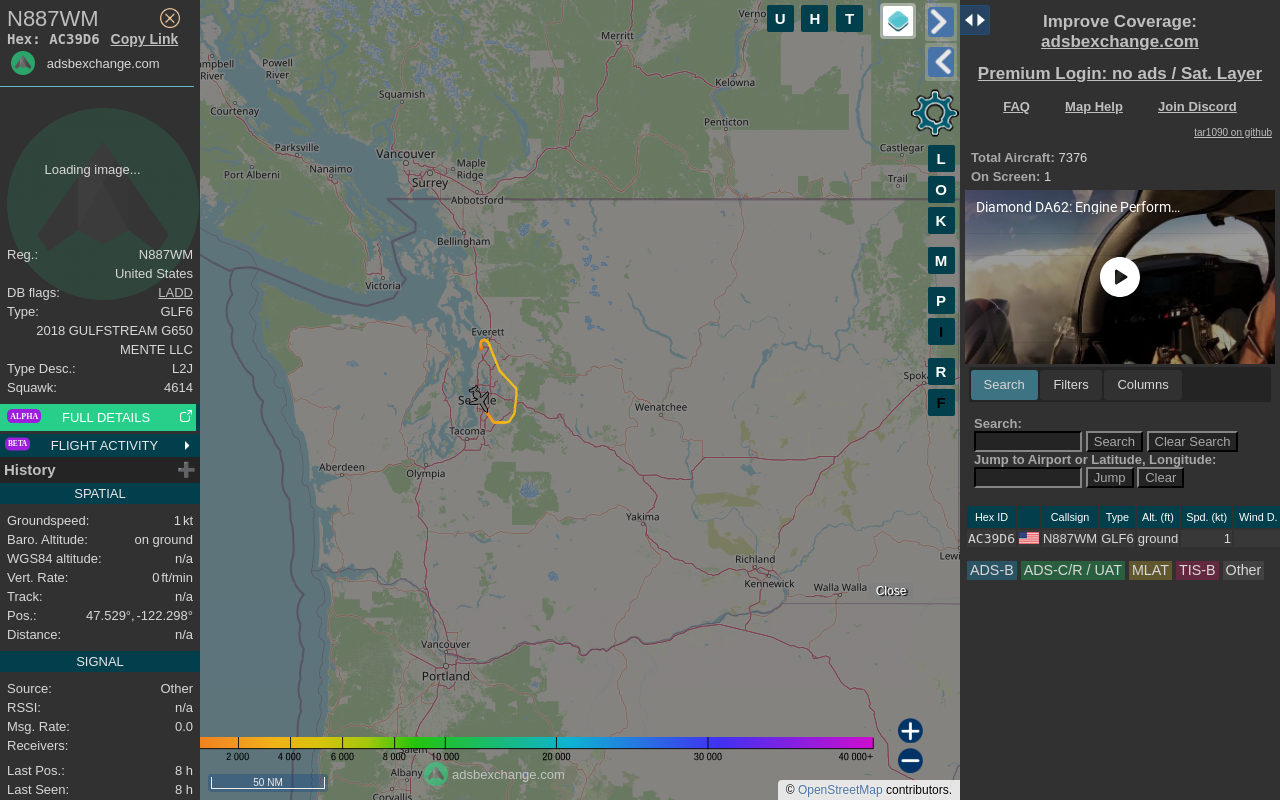 N887WM
Hex: AC39D6 Copy Link
adsbexchange.com
Loading image...
Reg.: N887WM
United States
DB flags: LADD
Type: GLF6
2018 GULFSTREAM G650
MENTE LLC
Type Desc.: L2J
Squawk: 4614
ALPHA FULL DETAILS
BETA FLIGHT ACTIVITY
History
SPATIAL
Groundspeed: 1 kt
Baro. Altitude: on ground
WGS84 altitude: n/a
Vert. Rate: 0 ft/min
Track: n/a
Pos.: 47.529°, -122.298°
Distance: n/a
SIGNAL
Source: Other
RSSI: n/a
Msg. Rate: 0.0
Receivers:
Last Pos.: 8 h
Last Seen: 8 h
U H T
L
O
K
M
P
I
R
F
Merritt
Powell
River
River
Squamish
Kelowna
Courtenay
Penticton
Parksville
Vancouver
Castlegar
Nanaimo
Maple
Ridge
Port Alberni
Surrey
Trail
Abbotsford
Bellingham
Victoria
Everett
Wenatchee
Tacoma
Aberdeen
Olympia
Yakima
Richland
Kennewick
Walla Walla
Close
Vancouver
Portland
Albany
Corvallis
2 000 4 000 6 000 8 000 10 000 20 000 30 000 40 000+
adsbexchange.com
50 NM
© OpenStreetMap contributors.
Improve Coverage:
adsbexchange.com
Premium Login: no ads / Sat. Layer
FAQ Map Help Join Discord
tar1090 on github
Total Aircraft: 7376
On Screen: 1
Diamond DA62: Engine Perform...
Search Filters Columns
Search:
Search Clear Search
Jump to Airport or Latitude, Longitude:
Jump Clear
Hex ID Callsign Type Alt. (ft) Spd. (kt) Wind D.
AC39D6 N887WM GLF6 ground 1
ADS-B ADS-C/R / UAT MLAT TIS-B Other